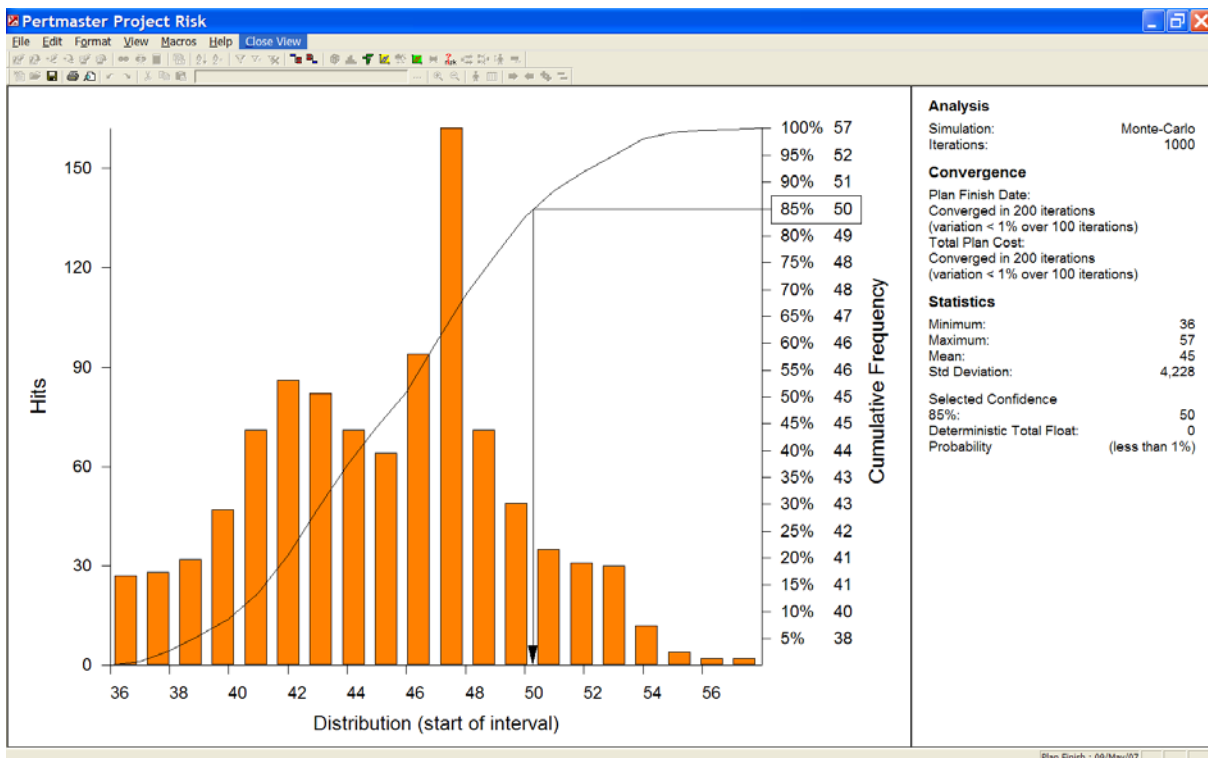 Pertmaster Project Risk
File Edit Format View Macros Help Close View
150
120
90
60
30
0
Hits
36 38 40 42 44 46 48 50 52 54 56
Distribution (start of interval)
100% 57
95% 52
90% 51
85% 50
80% 49
75% 48
70% 48
65% 47
60% 46
55% 46
50% 45
45% 45
40% 44
35% 43
30% 43
25% 42
20% 41
15% 41
10% 40
5% 38
Cumulative Frequency
Analysis
Simulation: Monte-Carlo
Iterations: 1000
Convergence
Plan Finish Date:
Converged in 200 iterations
(variation < 1% over 100 iterations)
Total Plan Cost:
Converged in 200 iterations
(variation < 1% over 100 iterations)
Statistics
Minimum: 36
Maximum: 57
Mean: 45
Std Deviation: 4,228
Selected Confidence
85%: 50
Deterministic Total Float: 0
Probability (less than 1%)
Plan Finish : 09/May/07